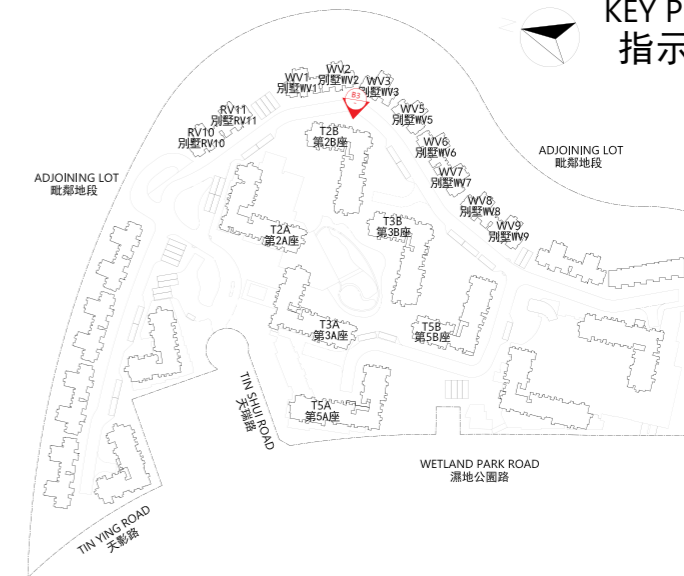 KEY P
指示
N
WV2
別墅WV2
WV1
別墅WV1
WV3
別墅WV3
B3
RV11
別墅RV11
WV5
別墅WV5
RV10
別墅RV10
T2B
第2B座
WV6
別墅WV6
ADJOINING LOT
毗鄰地段
WV7
別墅WV7
ADJOINING LOT
毗鄰地段
WV8
別墅WV8
T3B
第3B座
WV9
別墅WV9
T2A
第2A座
T3A
第3A座
T5B
第5B座
TIN SHUI ROAD
天瑞路
T5A
第5A座
WETLAND PARK ROAD
濕地公園路
TIN YING ROAD
天影路